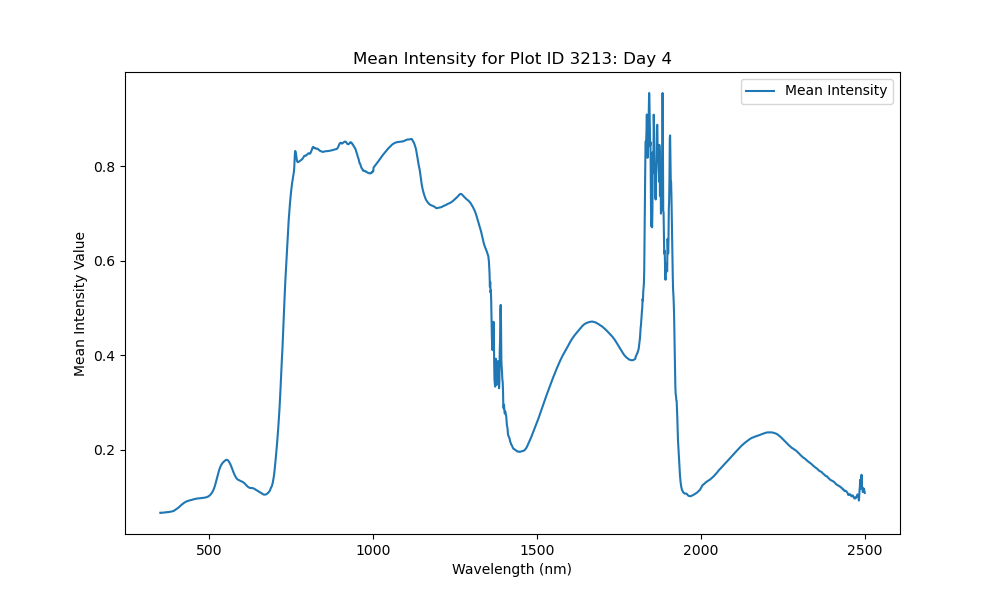 Mean Intensity for Plot ID 3213: Day 4
Mean Intensity
Mean Intensity Value
0.8
0.6
0.4
0.2
500
1000
1500
2000
2500
Wavelength (nm)